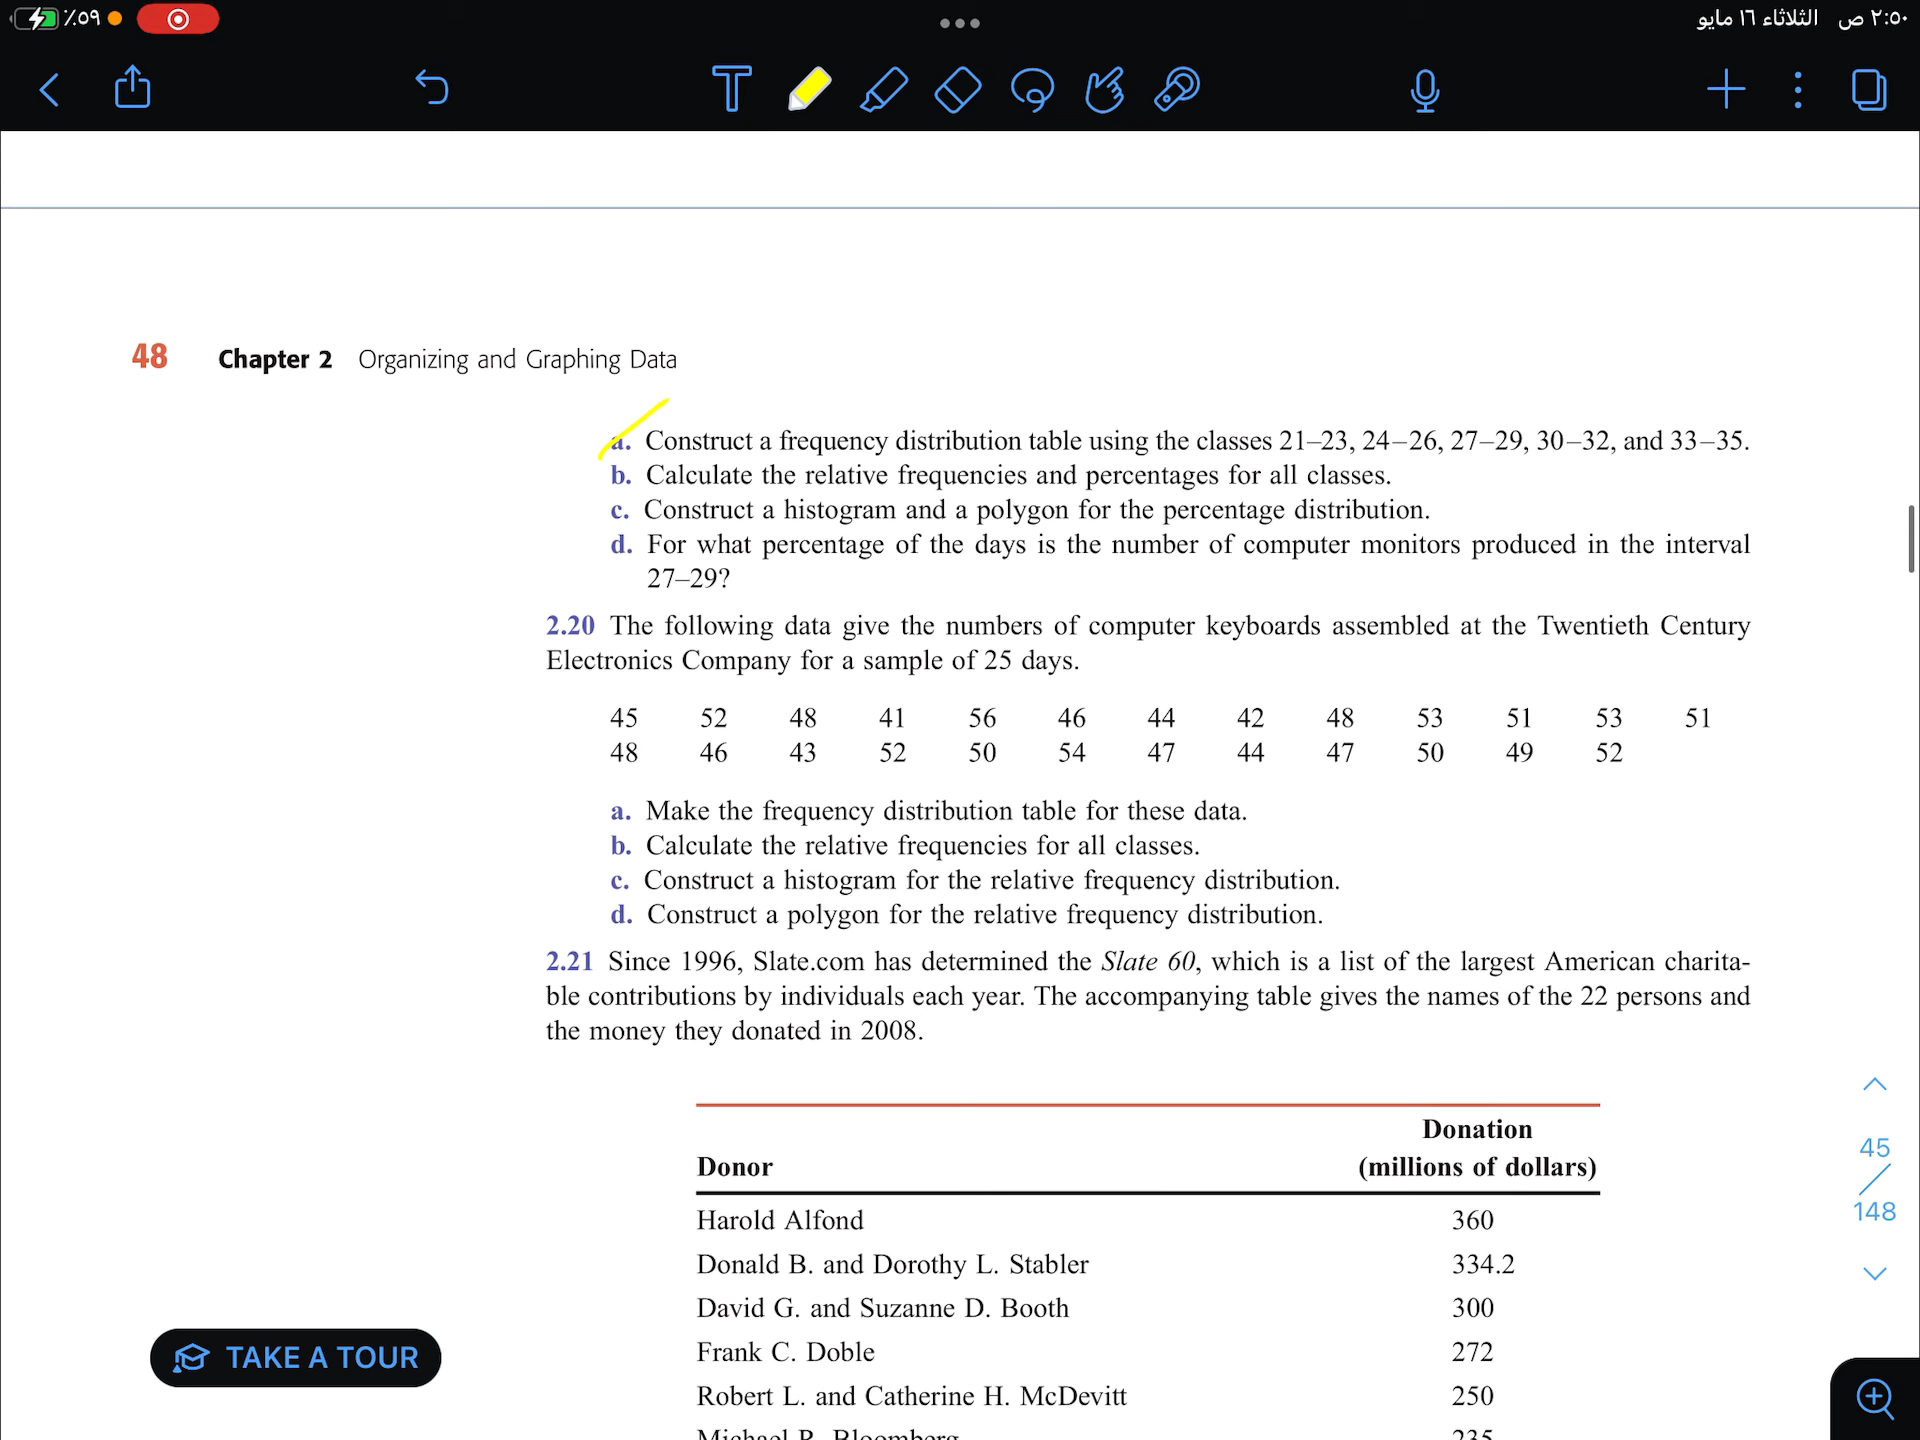 ٪٥٩
٢:٥٠ ص الثلاثاء ١٦ مايو
48 Chapter 2 Organizing and Graphing Data
a. Construct a frequency distribution table using the classes 21–23, 24–26, 27–29, 30–32, and 33–35.
b. Calculate the relative frequencies and percentages for all classes.
c. Construct a histogram and a polygon for the percentage distribution.
d. For what percentage of the days is the number of computer monitors produced in the interval
27–29?
2.20 The following data give the numbers of computer keyboards assembled at the Twentieth Century
Electronics Company for a sample of 25 days.
45 52 48 41 56 46 44 42 48 53 51 53 51
48 46 43 52 50 54 47 44 47 50 49 52
a. Make the frequency distribution table for these data.
b. Calculate the relative frequencies for all classes.
c. Construct a histogram for the relative frequency distribution.
d. Construct a polygon for the relative frequency distribution.
2.21 Since 1996, Slate.com has determined the Slate 60, which is a list of the largest American charita-
ble contributions by individuals each year. The accompanying table gives the names of the 22 persons and
the money they donated in 2008.
Donation
Donor (millions of dollars)
Harold Alfond 360
Donald B. and Dorothy L. Stabler 334.2
David G. and Suzanne D. Booth 300
Frank C. Doble 272
Robert L. and Catherine H. McDevitt 250
Michael R. Bloomberg 235
45
148
TAKE A TOUR